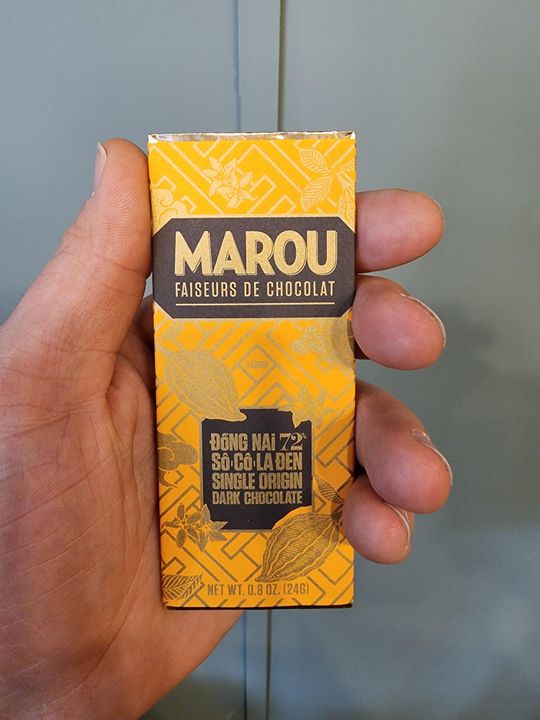 MAROU
FAISEURS DE CHOCOLAT
SAIGON
ĐỒNG NAI 72%
SÔ·CÔ·LA ĐEN
SINGLE ORIGIN
DARK CHOCOLATE
NET WT. 0.8 OZ. (24G)